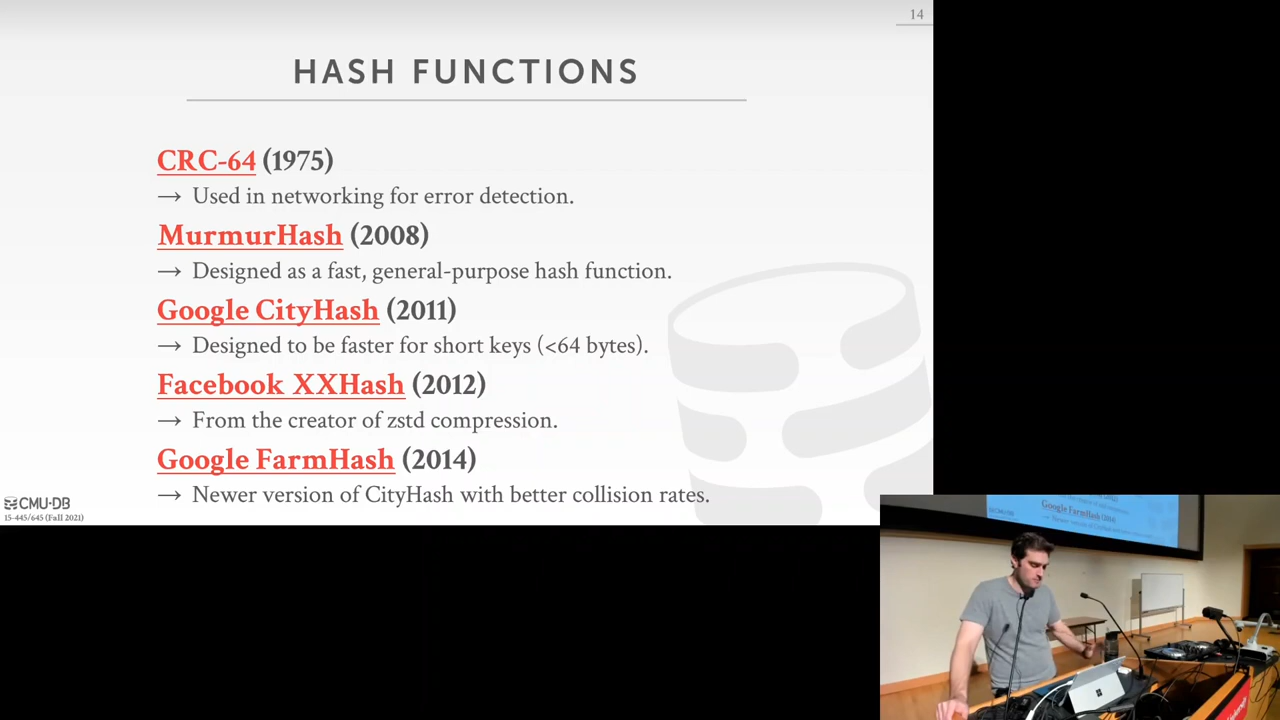 14
HASH FUNCTIONS
CRC-64 (1975)
→ Used in networking for error detection.
MurmurHash (2008)
→ Designed as a fast, general-purpose hash function.
Google CityHash (2011)
→ Designed to be faster for short keys (<64 bytes).
Facebook XXHash (2012)
→ From the creator of zstd compression.
Google FarmHash (2014)
→ Newer version of CityHash with better collision rates.
CMU·DB
15-445/645 (Fall 2021)
Google FarmHash (2014)